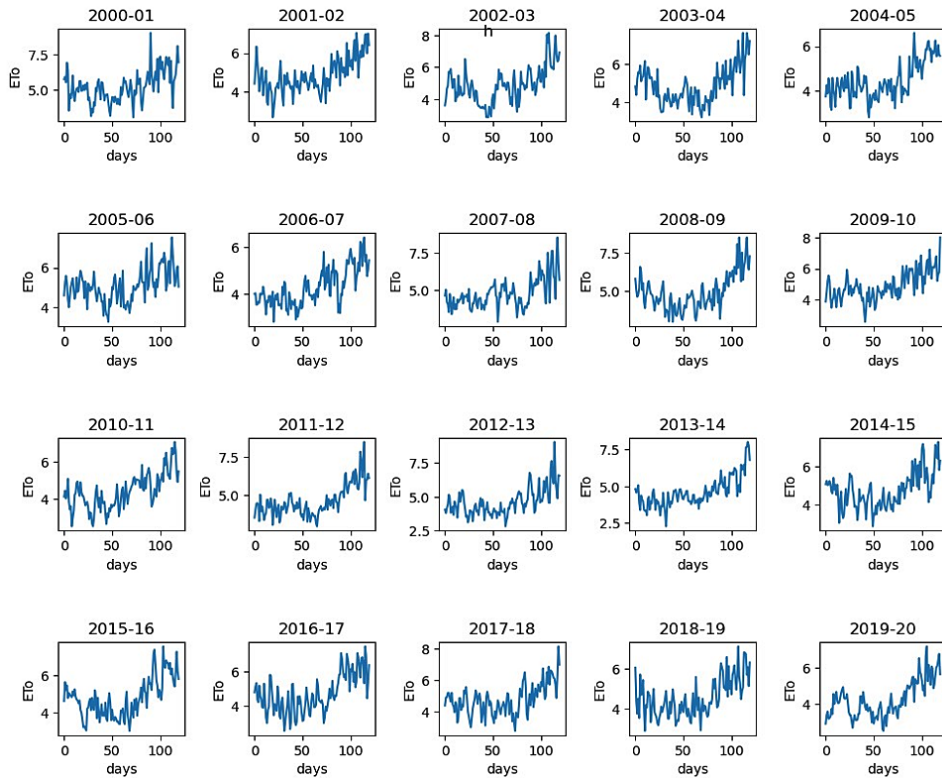 2000-01 2001-02 2002-03 2003-04 2004-05
h
ETo 7.5 5.0 ETo 6 4 ETo 8 6 4 ETo 6 4 ETo 6 4
0 50 100 0 50 100 0 50 100 0 50 100 0 50 100
days days days days days
2005-06 2006-07 2007-08 2008-09 2009-10
ETo 6 4 ETo 6 4 ETo 7.5 5.0 ETo 7.5 5.0 ETo 8 6 4
0 50 100 0 50 100 0 50 100 0 50 100 0 50 100
days days days days days
2010-11 2011-12 2012-13 2013-14 2014-15
ETo 6 4 ETo 7.5 5.0 ETo 10.0 7.5 5.0 2.5 ETo 7.5 5.0 2.5 ETo 6 4
0 50 100 0 50 100 0 50 100 0 50 100 0 50 100
days days days days days
2015-16 2016-17 2017-18 2018-19 2019-20
ETo 6 4 ETo 6 4 ETo 8 6 4 ETo 6 4 ETo 6 4
0 50 100 0 50 100 0 50 100 0 50 100 0 50 100
days days days days days